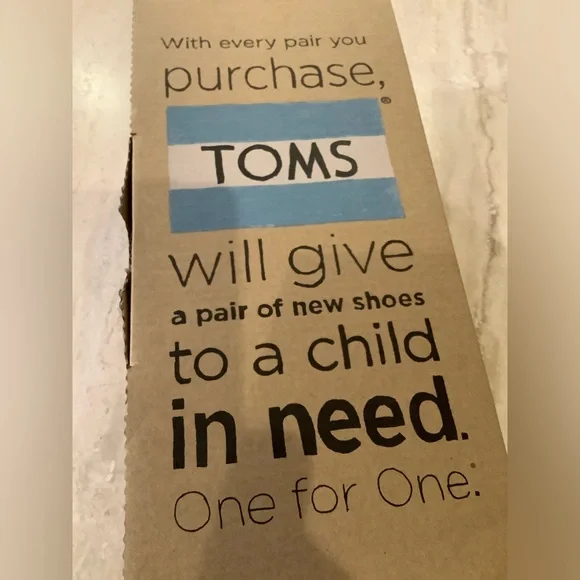 With every pair you
purchase,
TOMS®
will give
a pair of new shoes
to a child
in need.
One for One.